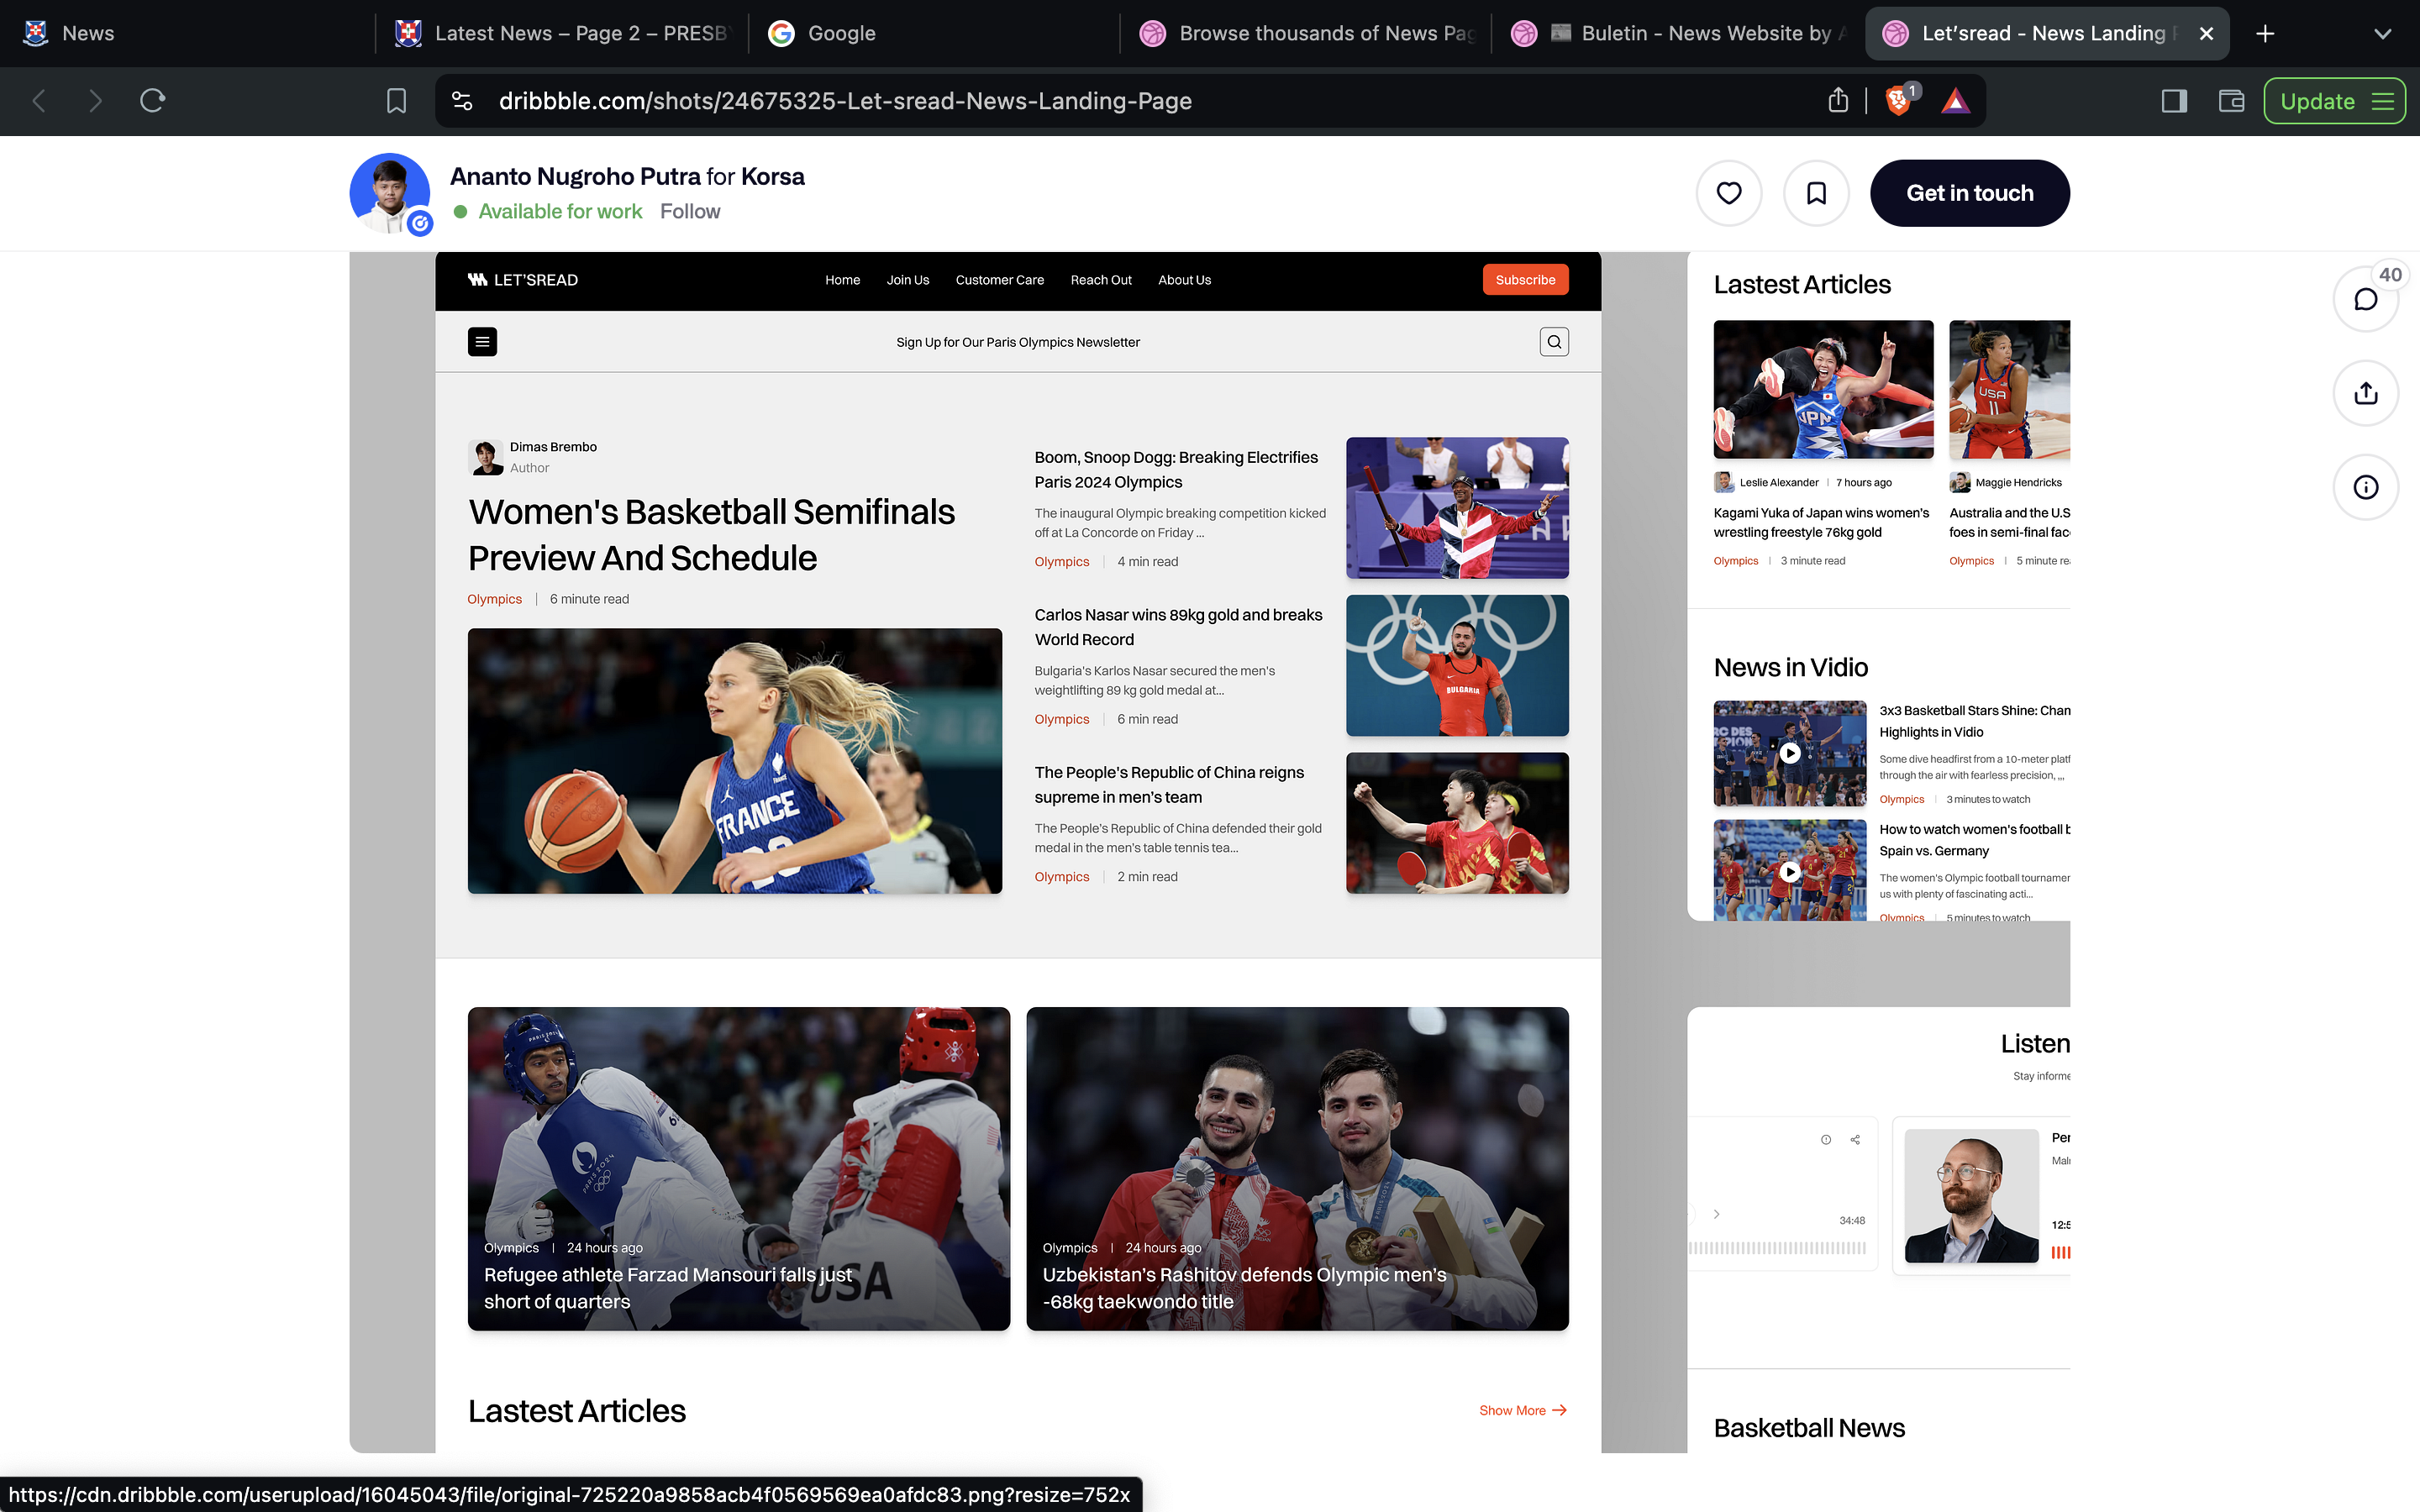 News
Latest News – Page 2 – PRESB
Google
Browse thousands of News Pag
Buletin - News Website by A
Let'sread - News Landing
dribbble.com/shots/24675325-Let-sread-News-Landing-Page
1
Update
Ananto Nugroho Putra for Korsa
Available for work Follow
Get in touch
40
LET'SREAD
Home Join Us Customer Care Reach Out About Us
Subscribe
Sign Up for Our Paris Olympics Newsletter
Dimas Brembo
Author
Women's Basketball Semifinals
Preview And Schedule
Olympics | 6 minute read
PARIS 2024
FRANCE
Boom, Snoop Dogg: Breaking Electrifies
Paris 2024 Olympics
The inaugural Olympic breaking competition kicked
off at La Concorde on Friday ...
Olympics | 4 min read
Carlos Nasar wins 89kg gold and breaks
World Record
Bulgaria's Karlos Nasar secured the men's
weightlifting 89 kg gold medal at...
Olympics | 6 min read
BULGARIA
The People's Republic of China reigns
supreme in men's team
The People's Republic of China defended their gold
medal in the men's table tennis tea...
Olympics | 2 min read
PARIS 2024
USA
Olympics | 24 hours ago
Refugee athlete Farzad Mansouri falls just
short of quarters
Olympics | 24 hours ago
Uzbekistan's Rashitov defends Olympic men's
-68kg taekwondo title
Lastest Articles
Show More
Lastest Articles
JPN
USA
11
Leslie Alexander | 7 hours ago
Kagami Yuka of Japan wins women's
wrestling freestyle 76kg gold
Olympics | 3 minute read
Maggie Hendricks
Australia and the U.S
foes in semi-final fac
Olympics | 5 minute re
News in Vidio
3x3 Basketball Stars Shine: Chan
Highlights in Vidio
Some dive headfirst from a 10-meter platf
through the air with fearless precision, ,,,
Olympics | 3 minutes to watch
How to watch women's football b
Spain vs. Germany
The women's Olympic football tournamer
us with plenty of fascinating acti...
Olympics | 5 minutes to watch
Listen
Stay informe
34:48
Per
12:5
Basketball News
https://cdn.dribbble.com/userupload/16045043/file/original-725220a9858acb4f0569569ea0afdc83.png?resize=752x